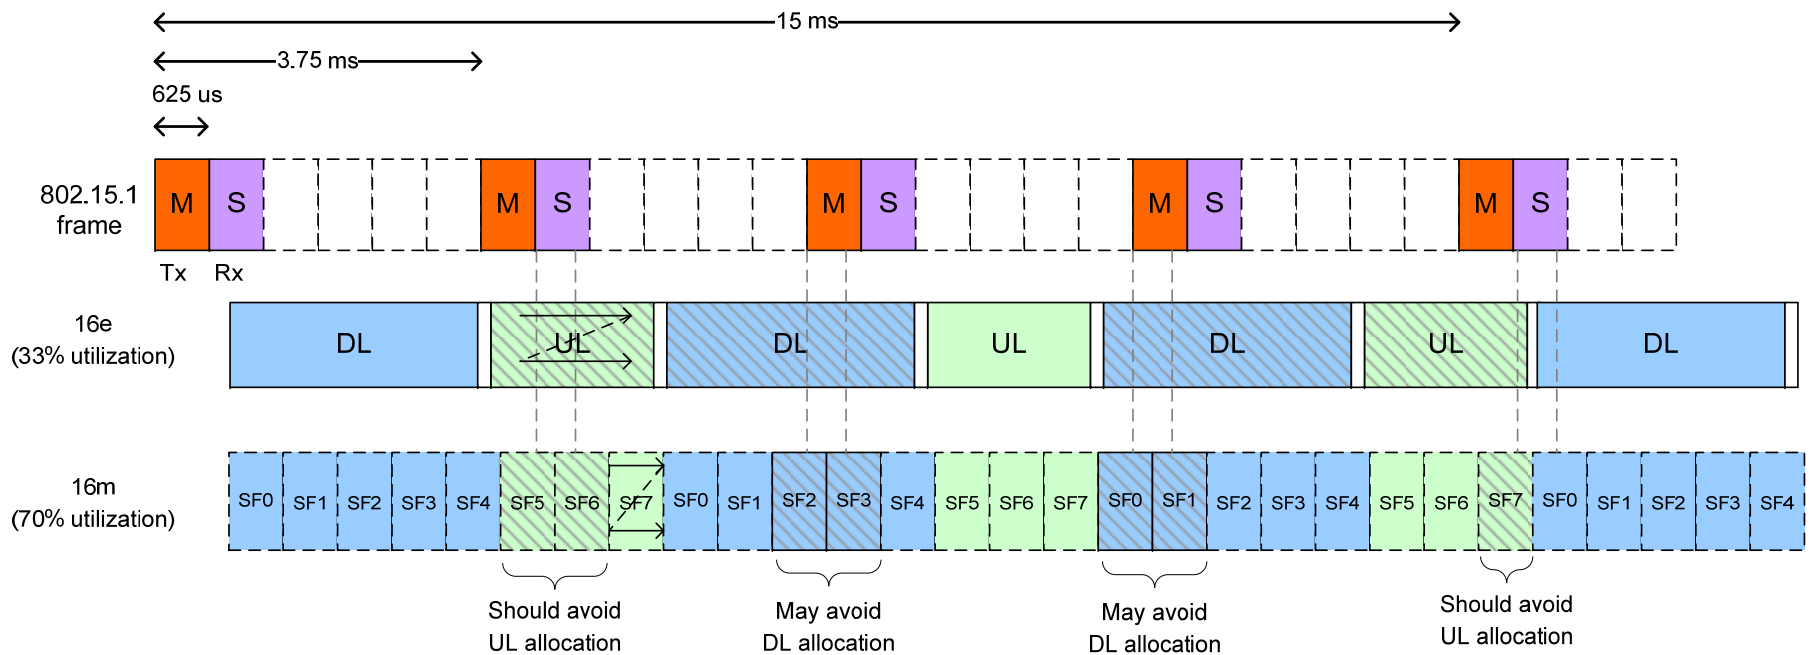 15 ms
3.75 ms
625 us
802.15.1
frame
M S M S M S M S M S
Tx Rx
16e
(33% utilization)
DL UL DL UL DL UL DL
16m
(70% utilization)
SF0 SF1 SF2 SF3 SF4 SF5 SF6 SF7 SF0 SF1 SF2 SF3 SF4 SF5 SF6 SF7 SF0 SF1 SF2 SF3 SF4 SF5 SF6 SF7 SF0 SF1 SF2 SF3 SF4
Should avoid
UL allocation
May avoid
DL allocation
May avoid
DL allocation
Should avoid
UL allocation